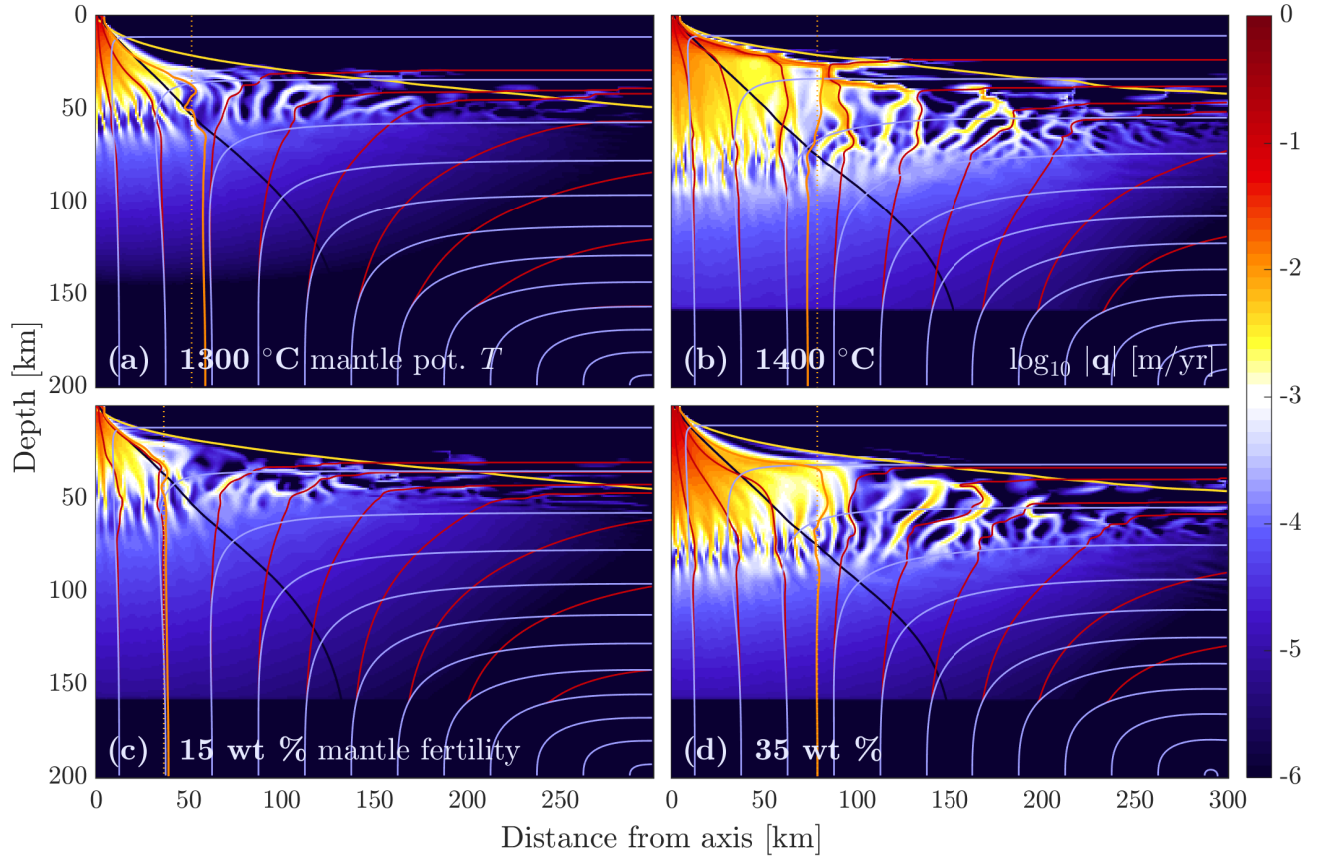 0
50
100
150
200
Depth [km]
(a) 1300 °C mantle pot. T
(b) 1400 °C
log₁₀ |q| [m/yr]
50
100
150
200
(c) 15 wt % mantle fertility
(d) 35 wt %
0 50 100 150 200 250
0 50 100 150 200 250 300
Distance from axis [km]
0
-1
-2
-3
-4
-5
-6